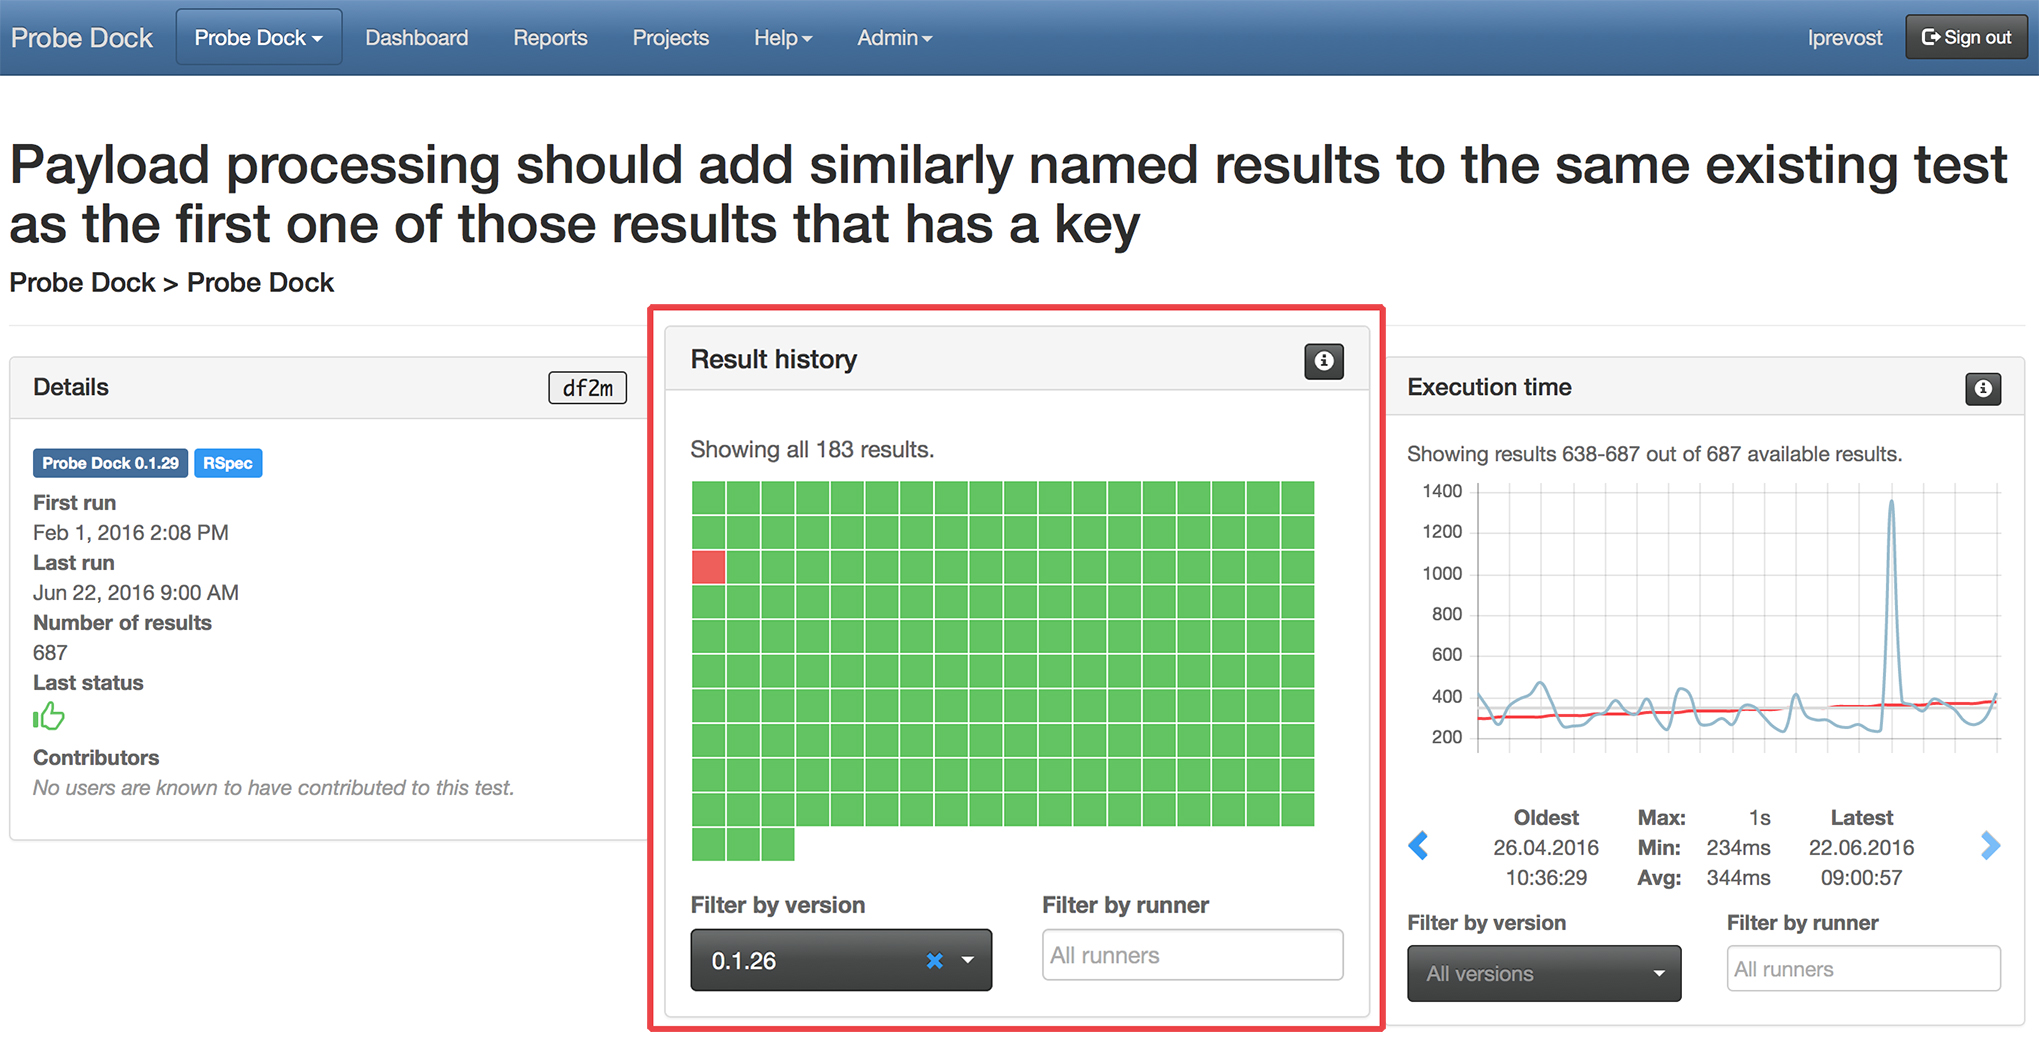 Probe Dock Probe Dock Dashboard Reports Projects Help Admin lprevost Sign out
Payload processing should add similarly named results to the same existing test
as the first one of those results that has a key
Probe Dock > Probe Dock
Details df2m
Probe Dock 0.1.29 RSpec
First run
Feb 1, 2016 2:08 PM
Last run
Jun 22, 2016 9:00 AM
Number of results
687
Last status
Contributors
No users are known to have contributed to this test.
Result history
Showing all 183 results.
Filter by version Filter by runner
0.1.26 All runners
Execution time
Showing results 638-687 out of 687 available results.
1400
1200
1000
800
600
400
200
Oldest Max: 1s Latest
26.04.2016 Min: 234ms 22.06.2016
10:36:29 Avg: 344ms 09:00:57
Filter by version Filter by runner
All versions All runners